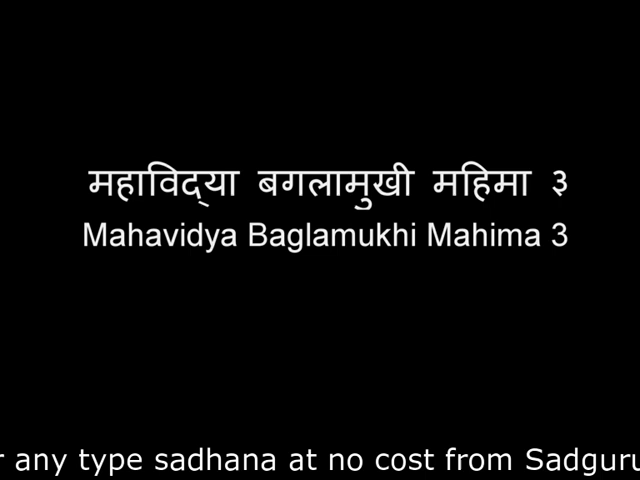 महाविद्‌या बगलामुखी महिमा ३
Mahavidya Baglamukhi Mahima 3
r any type sadhana at no cost from Sadguru